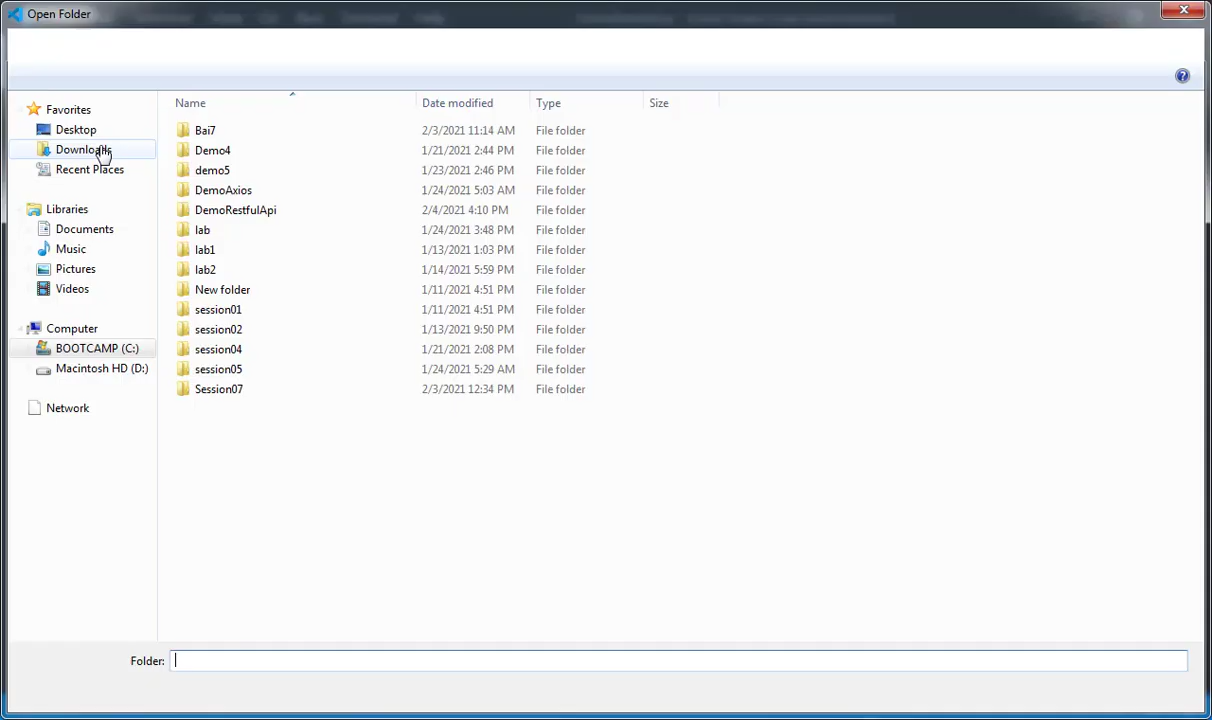 Open Folder
Favorites
Desktop
Downloads
Recent Places
Libraries
Documents
Music
Pictures
Videos
Computer
BOOTCAMP (C:)
Macintosh HD (D:)
Network
Name Date modified Type Size
Bai7 2/3/2021 11:14 AM File folder
Demo4 1/21/2021 2:44 PM File folder
demo5 1/23/2021 2:46 PM File folder
DemoAxios 1/24/2021 5:03 AM File folder
DemoRestfulApi 2/4/2021 4:10 PM File folder
lab 1/24/2021 3:48 PM File folder
lab1 1/13/2021 1:03 PM File folder
lab2 1/14/2021 5:59 PM File folder
New folder 1/11/2021 4:51 PM File folder
session01 1/11/2021 4:51 PM File folder
session02 1/13/2021 9:50 PM File folder
session04 1/21/2021 2:08 PM File folder
session05 1/24/2021 5:29 AM File folder
Session07 2/3/2021 12:34 PM File folder
Folder: